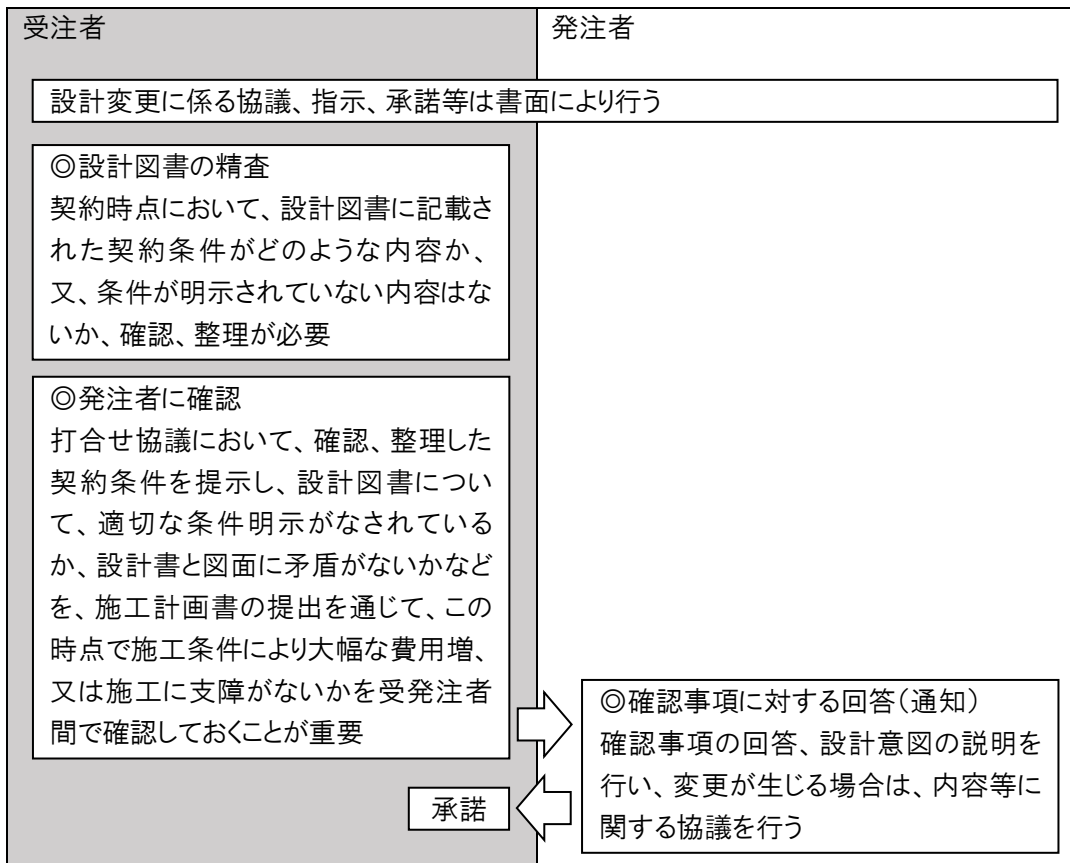 受注者
発注者
設計変更に係る協議、指示、承諾等は書面により行う
◎設計図書の精査
契約時点において、設計図書に記載さ
れた契約条件がどのような内容か、
又、条件が明示されていない内容はな
いか、確認、整理が必要
◎発注者に確認
打合せ協議において、確認、整理した
契約条件を提示し、設計図書につい
て、適切な条件明示がなされている
か、設計書と図面に矛盾がないかなど
を、施工計画書の提出を通じて、この
時点で施工条件により大幅な費用増、
又は施工に支障がないかを受発注者
間で確認しておくことが重要
◎確認事項に対する回答（通知）
確認事項の回答、設計意図の説明を
行い、変更が生じる場合は、内容等に
関する協議を行う
承諾